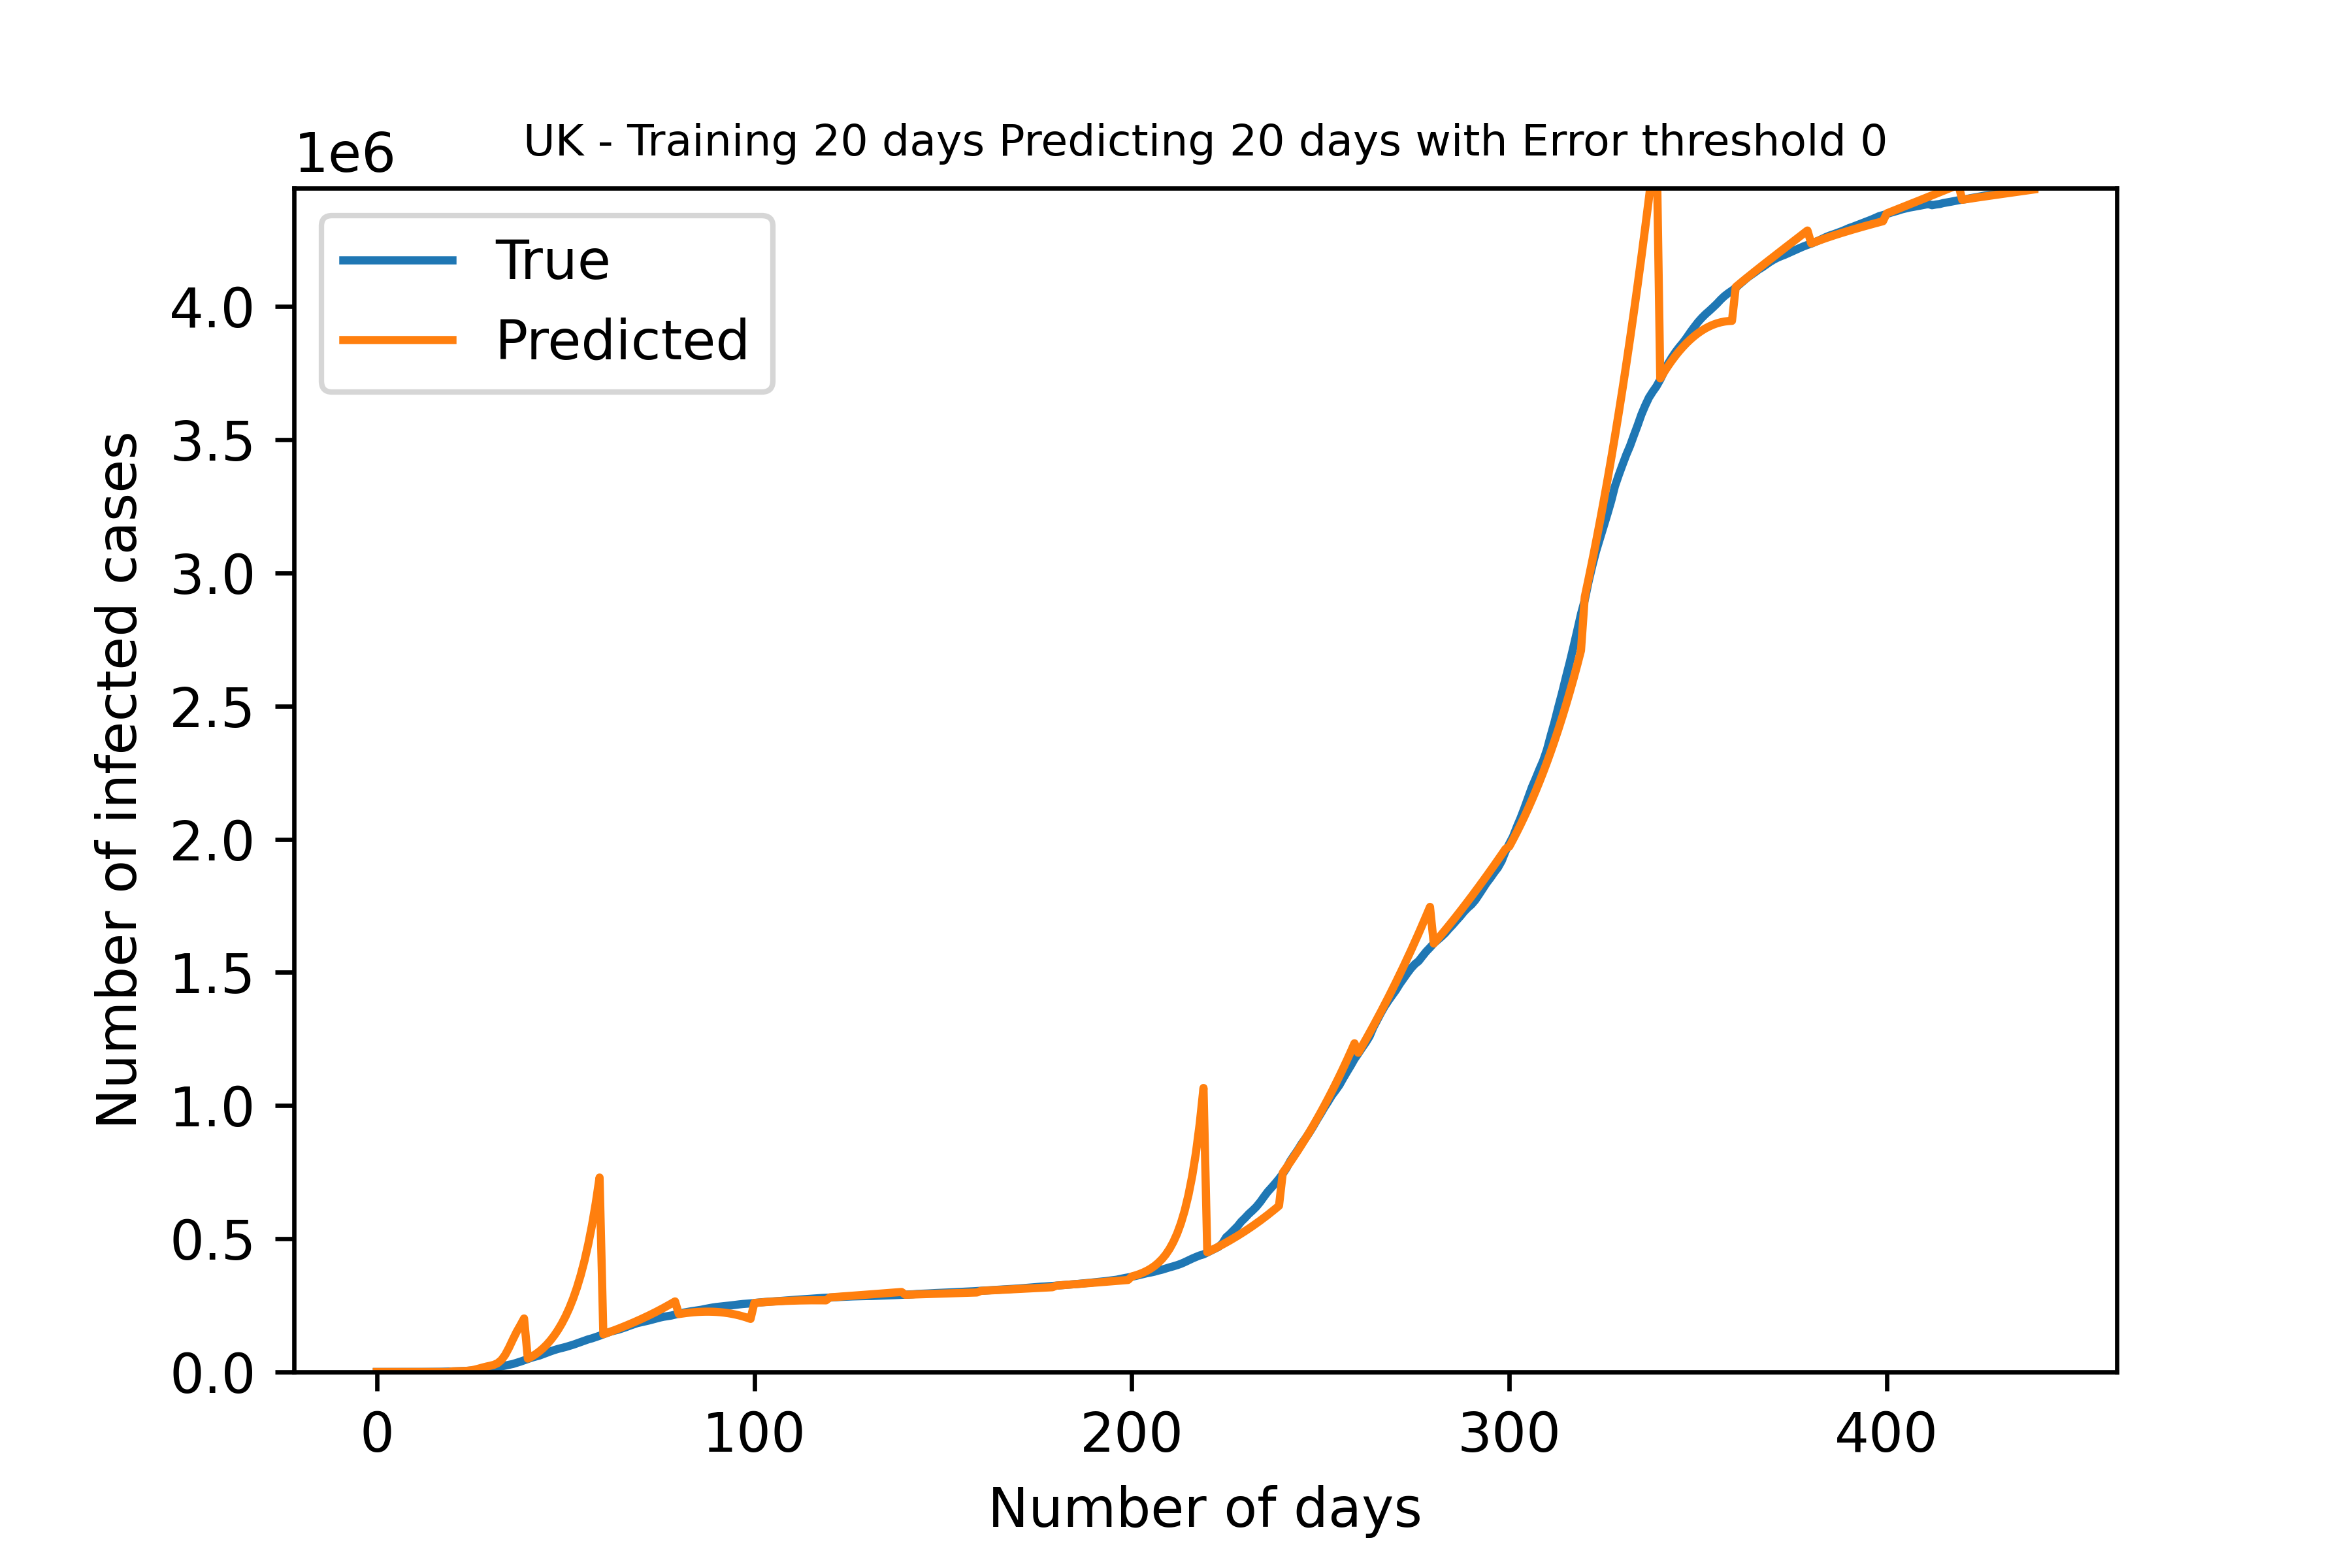 UK - Training 20 days Predicting 20 days with Error threshold 0
1e6
True
Predicted
Number of infected cases
4.0
3.5
3.0
2.5
2.0
1.5
1.0
0.5
0.0
0 100 200 300 400
Number of days